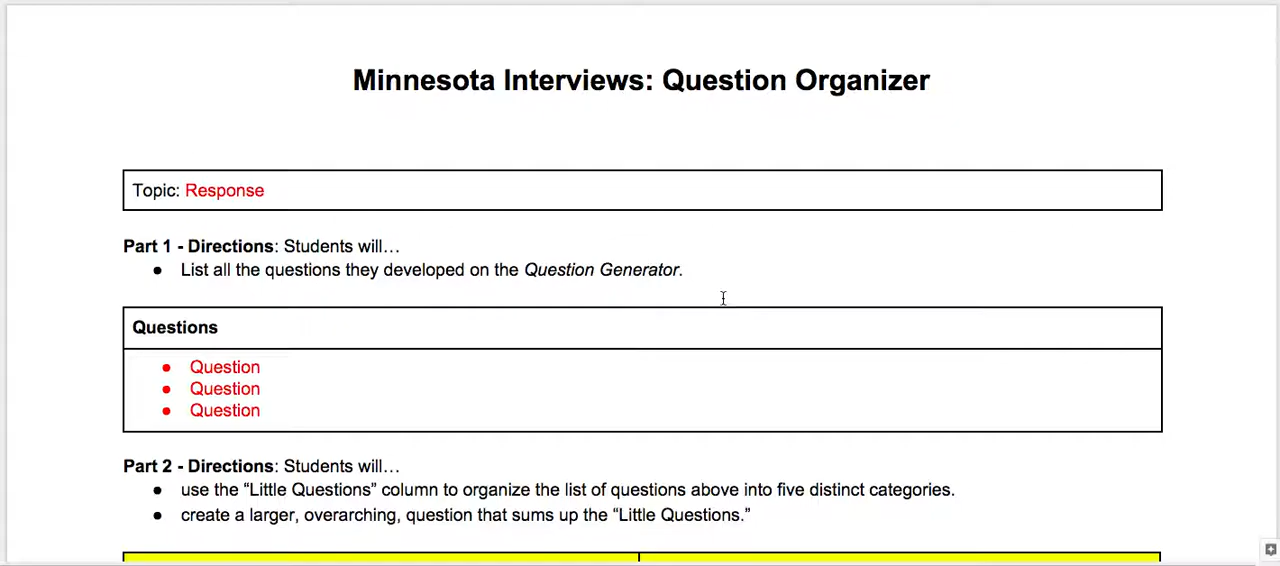 Minnesota Interviews: Question Organizer
Topic: Response
Part 1 - Directions: Students will…
● List all the questions they developed on the Question Generator.
Questions
● Question
● Question
● Question
Part 2 - Directions: Students will…
● use the “Little Questions” column to organize the list of questions above into five distinct categories.
● create a larger, overarching, question that sums up the “Little Questions.”